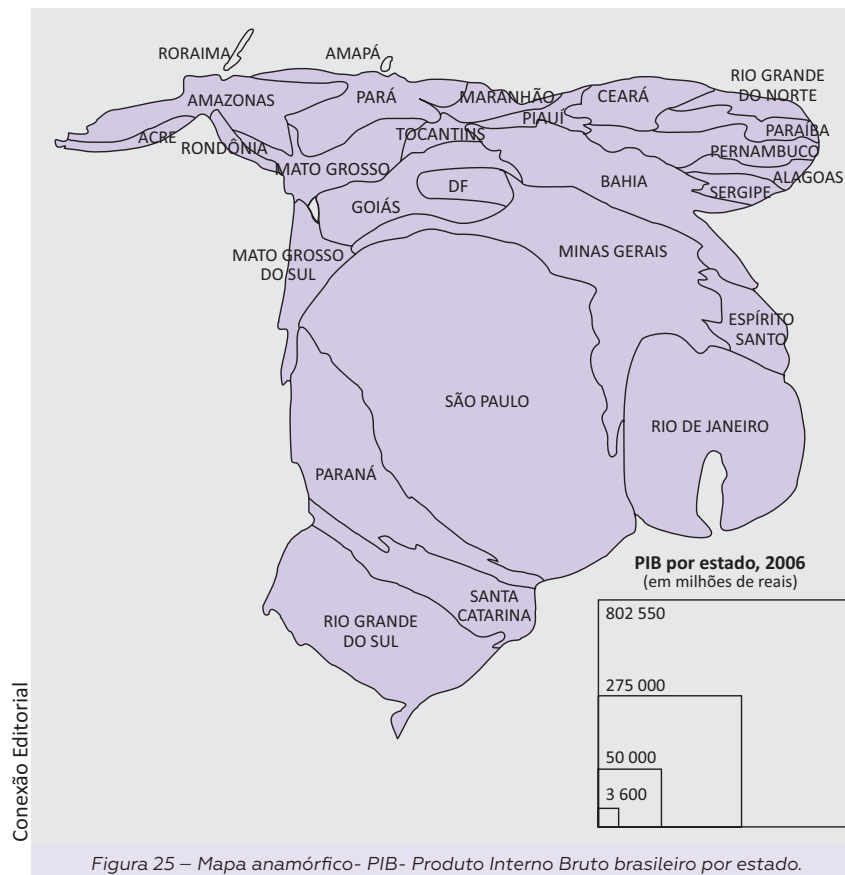 RORAIMA
AMAPÁ
RIO GRANDE
DO NORTE
AMAZONAS
PARÁ
MARANHÃO
CEARÁ
PIAUÍ
ACRE
RONDÔNIA
TOCANTINS
PARAÍBA
PERNAMBUCO
MATO GROSSO
ALAGOAS
BAHIA
SERGIPE
DF
GOIÁS
MATO GROSSO
DO SUL
MINAS GERAIS
ESPÍRITO
SANTO
SÃO PAULO
RIO DE JANEIRO
PARANÁ
SANTA
CATARINA
RIO GRANDE
DO SUL
PIB por estado, 2006
(em milhões de reais)
802 550
275 000
50 000
3 600
Conexão Editorial
Figura 25 – Mapa anamórfico- PIB- Produto Interno Bruto brasileiro por estado.